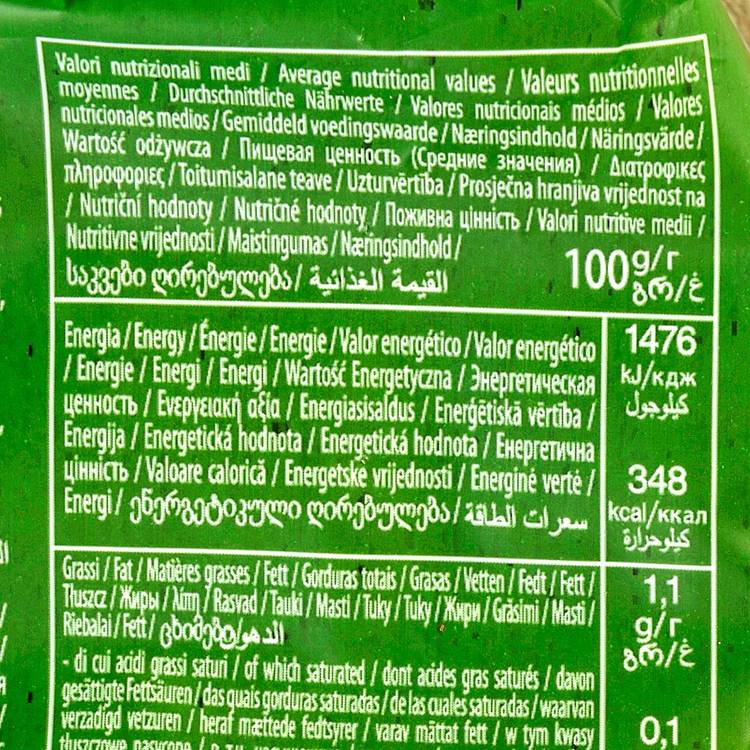 Valori nutrizionali medi / Average nutritional values / Valeurs nutritionnelles
moyennes / Durchschnittliche Nährwerte / Valores nutricionais médios / Valores
nutricionales medios / Gemiddeld voedingswaarde / Næringsindhold / Näringsvärde /
Wartość odżywcza / Пищевая ценность (Средние значения) / Διατροφικες
πληροφοριες / Toitumisalane teave / Uzturvērtība / Prosječna hranjiva vrijednost na
/ Nutriční hodnoty / Nutričné hodnoty / Поживна цінність / Valori nutritive medii /
Nutritivne vrijednosti / Maistingumas / Næringsindhold /
საკვები ღირებულება/ القيمة الغذائية
100 g/г
გრ/غ
Energia / Energy / Énergie / Energie / Valor energético / Valor energético
/ Energie / Energi / Energi / Wartość Energetyczna / Энергетическая
ценность / Ενεργειακή αξία / Energiasisaldus / Enerģētiskā vērtība /
Energija / Energetická hodnota / Energetická hodnota / Енергетична
цінність / Valoare calorică / Energetske vrijednosti / Energinė vertė /
Energi / ენერგეტიკული ღირებულება/ سعرات الطاقة
1476
kJ/кдж
كيلوجول
348
kcal/ккал
كيلوحرارة
Grassi / Fat / Matières grasses / Fett / Gorduras totais / Grasas / Vetten / Fedt / Fett /
Tłuszcz / Жиры / λίπη / Rasvad / Tauki / Masti / Tuky / Tuky / Жири / Grăsimi / Masti /
Riebalai / Fett / ცხიმები/الدهون
1,1
g/г
გრ/غ
- di cui acidi grassi saturi / of which saturated / dont acides gras saturés / davon
gesättigte Fettsäuren / das quais gorduras saturadas / de las cuales saturadas / waarvan
verzadigd vetzuren / heraf mættede fedtsyrer / varav mättat fett / w tym kwasy
0,1
tłuszczowe nasycone /